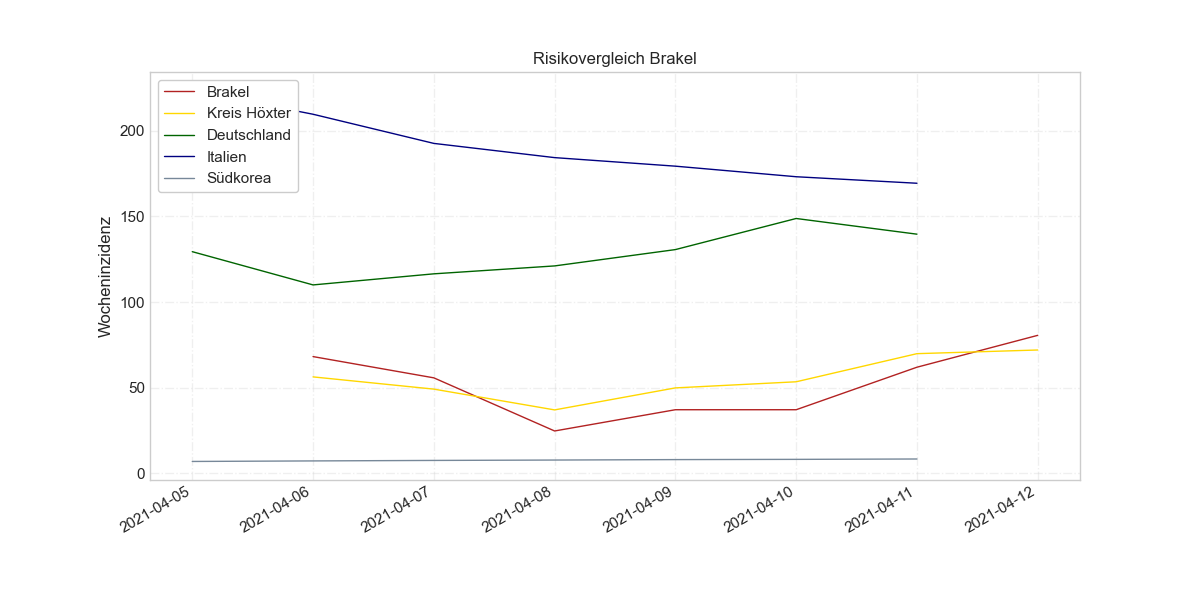 Risikovergleich Brakel
Brakel
Kreis Höxter
Deutschland
Italien
Südkorea
Wocheninzidenz
200
150
100
50
0
2021-04-05
2021-04-06
2021-04-07
2021-04-08
2021-04-09
2021-04-10
2021-04-11
2021-04-12